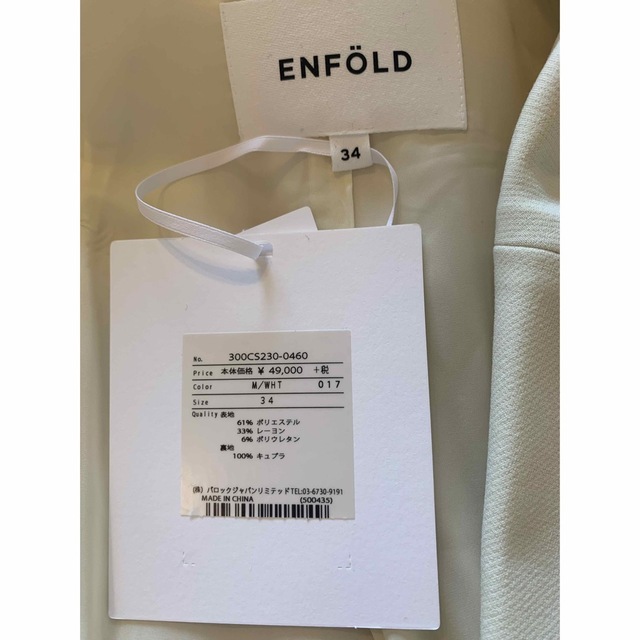 ENFÖLD
34
No. 300CS230-0460
Price 本体価格 ¥ 49,000 +税
Color M/WHT 017
Size 34
Quality 表地
61% ポリエステル
33% レーヨン
6% ポリウレタン
裏地
100% キュプラ
(株) バロックジャパンリミテッドTEL:03-6730-9191
MADE IN CHINA (500435)